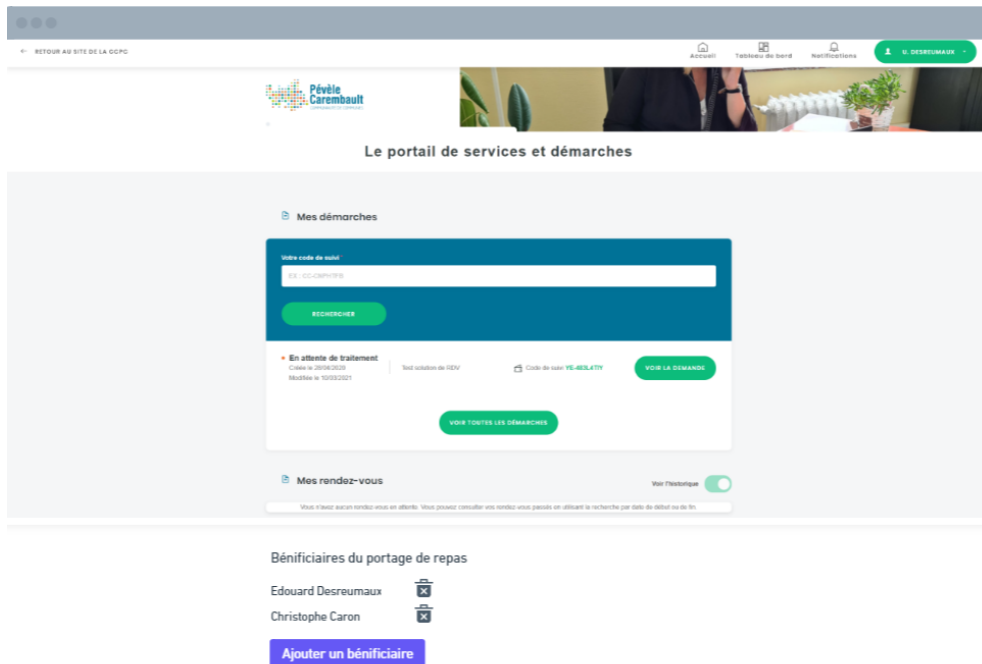 ← RETOUR AU SITE DE LA CCPC
Accueil
Tableau de bord
Notifications
U. DESREUMAUX
Pévèle
Carembault
COMMUNAUTÉ DE COMMUNES
Le portail de services et démarches
Mes démarches
Votre code de suivi *
RECHERCHER
En attente de traitement
Créée le 28/08/2020
Modifiée le 10/03/2021
Test solution de RDV
Code de suivi
VOIR LA DEMANDE
VOIR TOUTES LES DÉMARCHES
Mes rendez-vous
Voir l'historique
Vous n'avez aucun rendez-vous en attente. Vous pouvez consulter vos rendez-vous passés en utilisant la recherche par date de début ou de fin
Bénificiaires du portage de repas
Edouard Desreumaux
Christophe Caron
Ajouter un bénificiaire